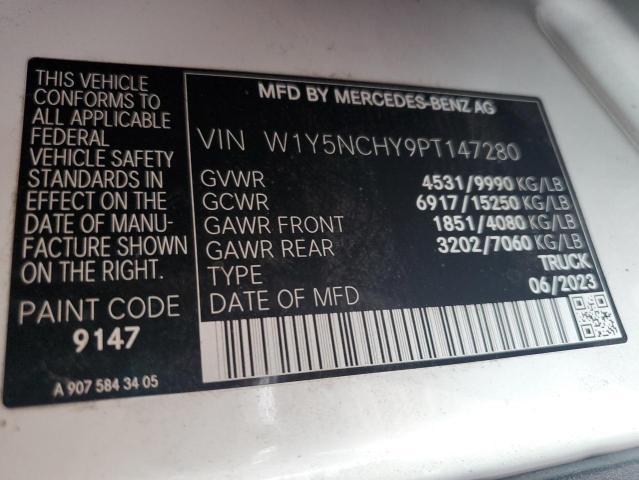 THIS VEHICLE
CONFORMS TO
ALL APPLICABLE
FEDERAL
VEHICLE SAFETY
STANDARDS IN
EFFECT ON THE
DATE OF MANU-
FACTURE SHOWN
ON THE RIGHT.
PAINT CODE
9147
A 907 584 34 05
MFD BY MERCEDES-BENZ AG
VIN W1Y5NCHY9PT147280
GVWR 4531/9990 KG/LB
GCWR 6917/15250 KG/LB
GAWR FRONT 1851/4080 KG/LB
GAWR REAR 3202/7060 KG/LB
TYPE TRUCK
DATE OF MFD 06/2023